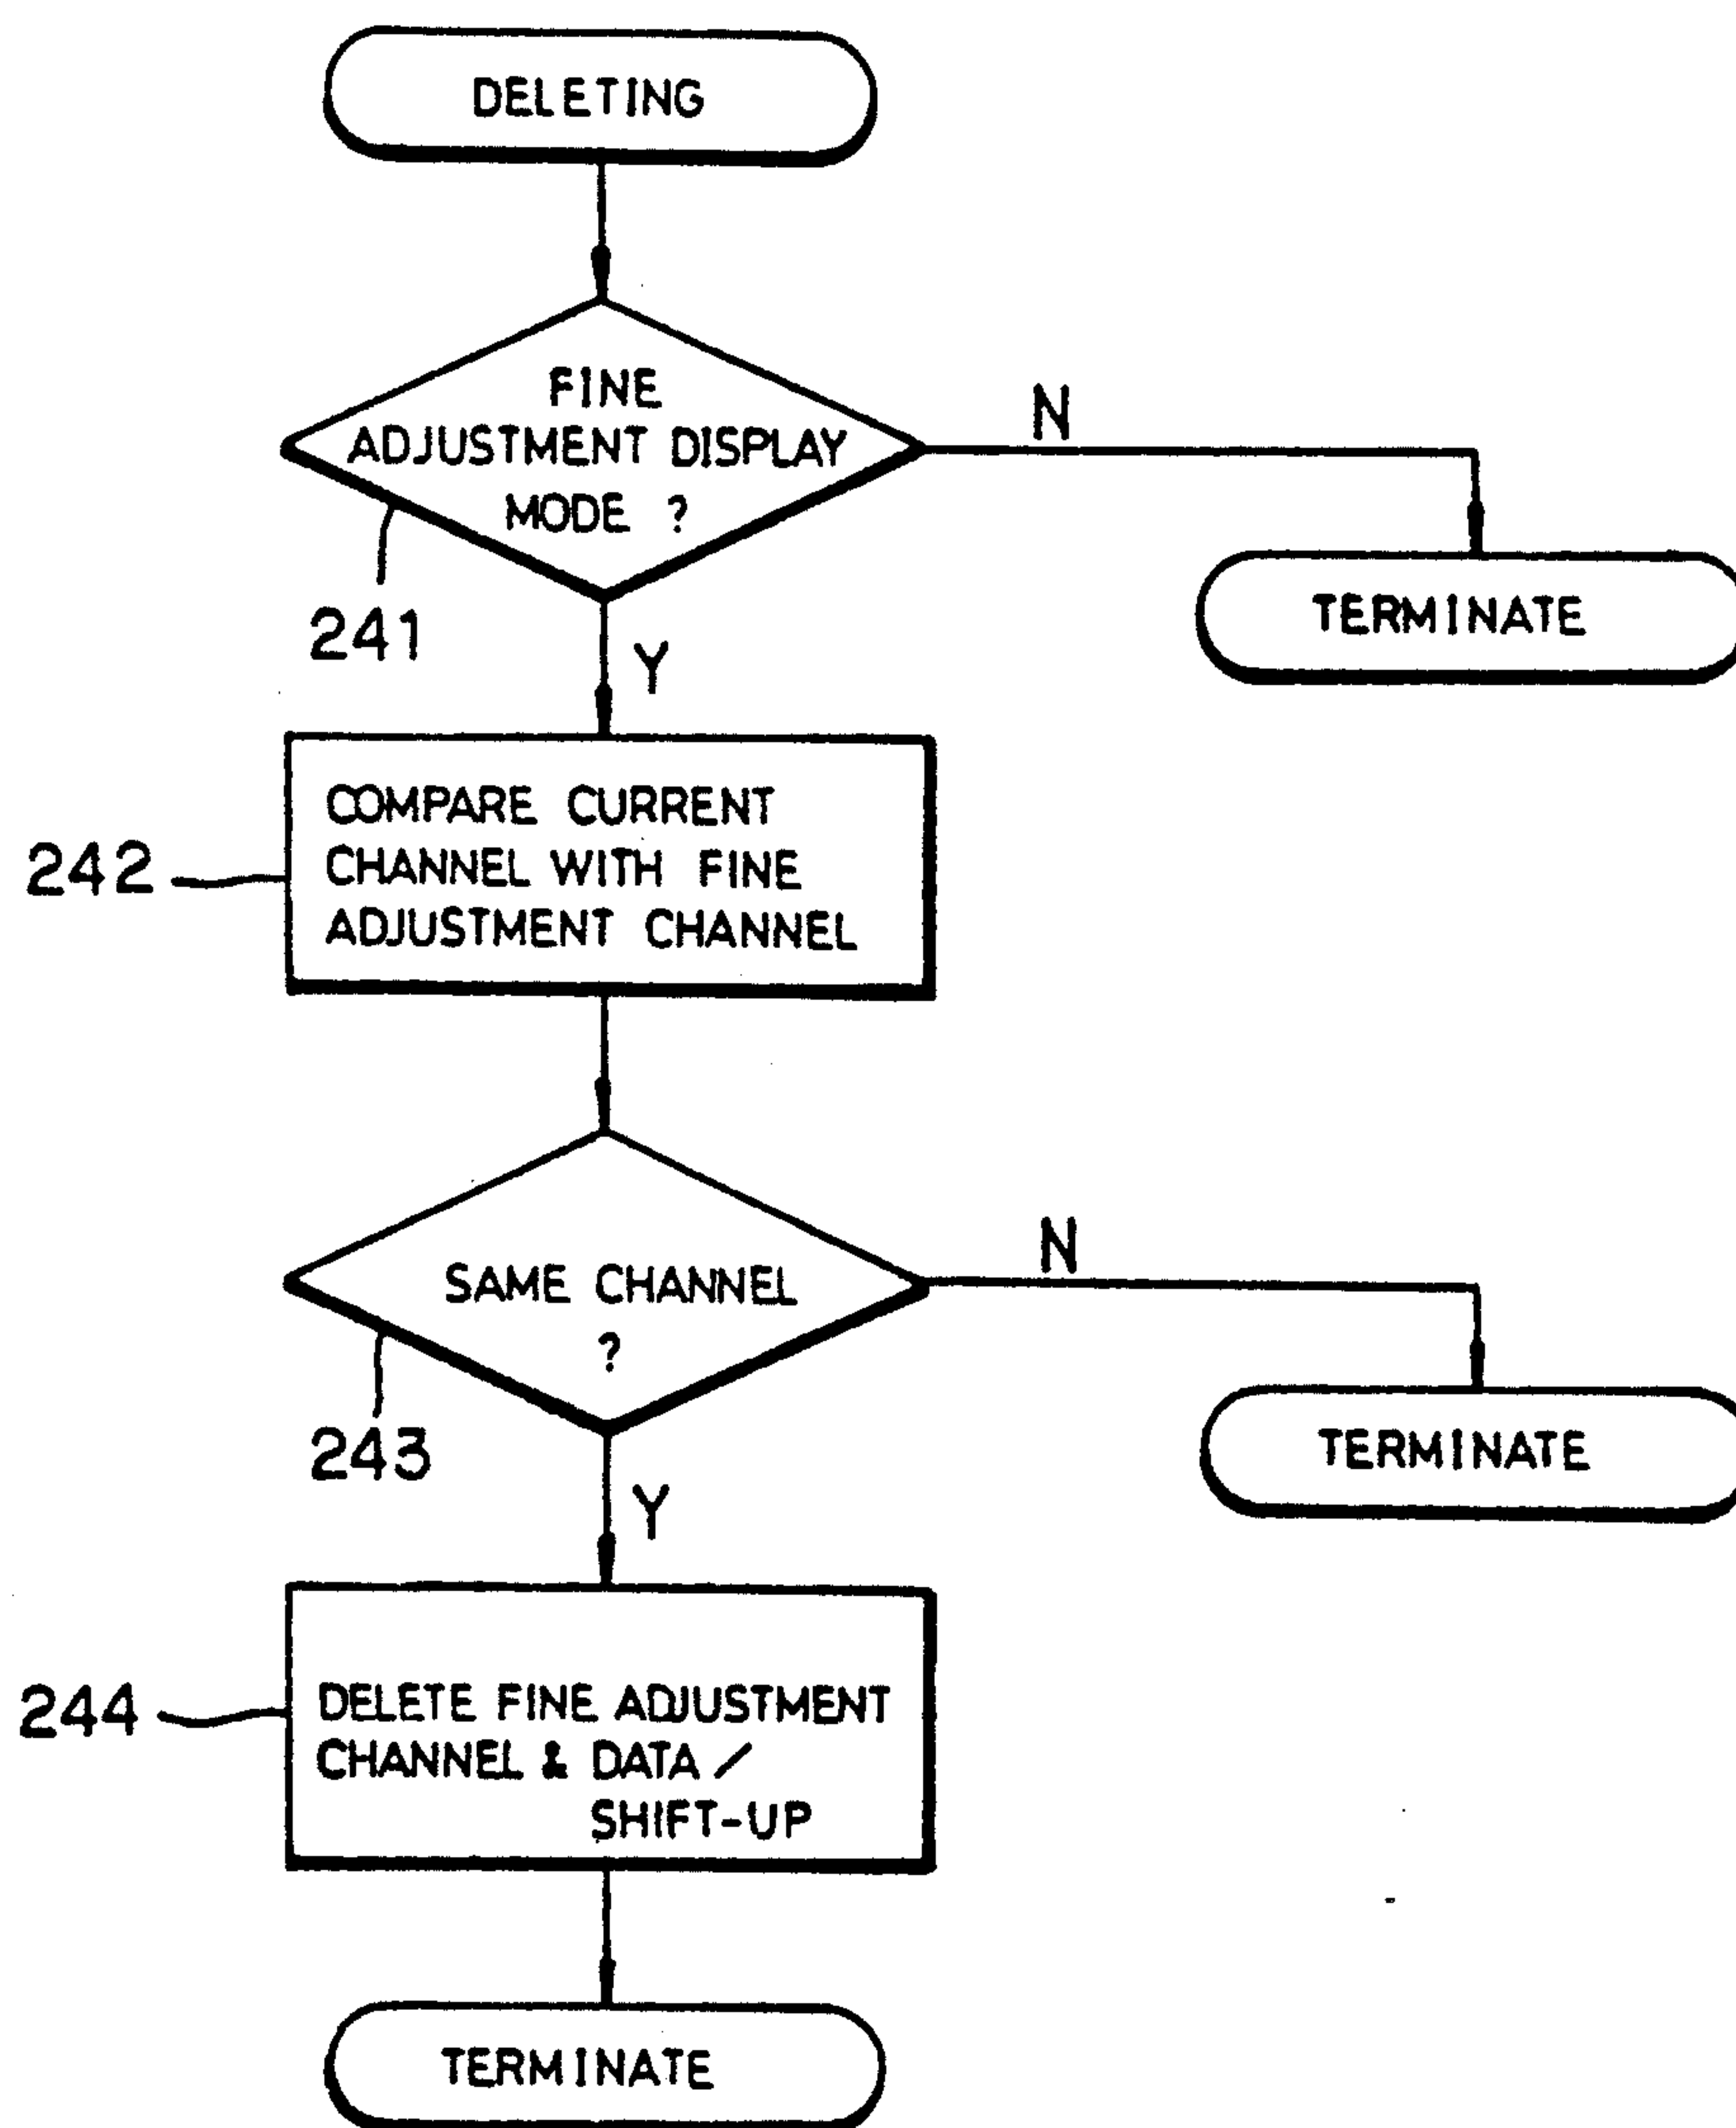 DELETING
FINE
ADJUSTMENT DISPLAY
MODE ?
N
241
TERMINATE
Y
COMPARE CURRENT
CHANNEL WITH FINE
ADJUSTMENT CHANNEL
242
SAME CHANNEL
?
N
243
TERMINATE
Y
DELETE FINE ADJUSTMENT
CHANNEL & DATA /
SHIFT-UP
244
TERMINATE